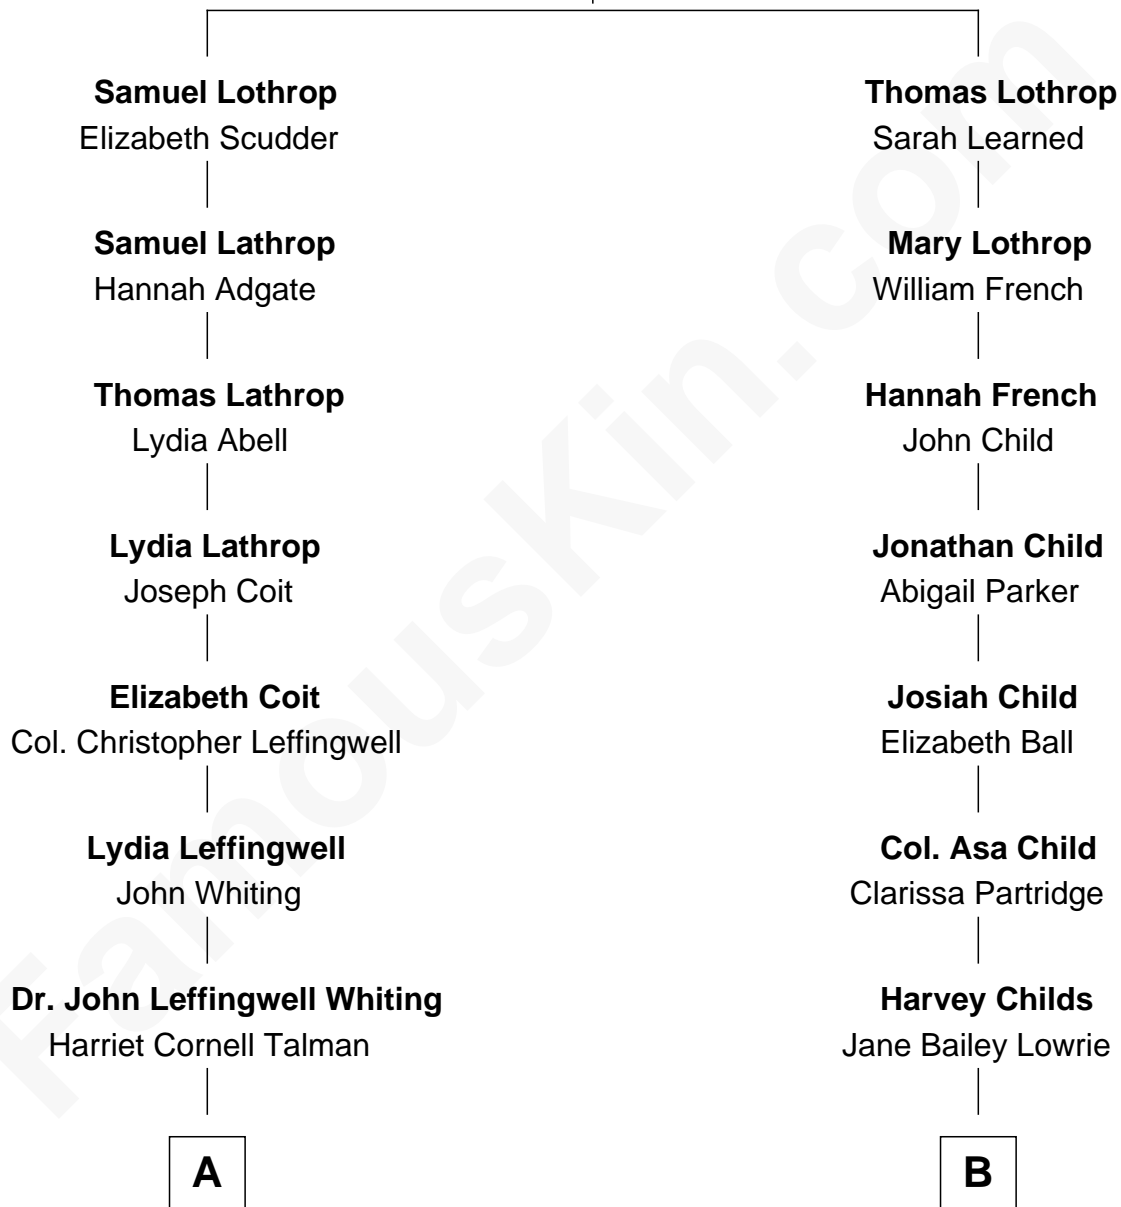 Samuel Lothrop
Elizabeth Scudder
Samuel Lathrop
Hannah Adgate
Thomas Lathrop
Lydia Abell
Lydia Lathrop
Joseph Coit
Elizabeth Coit
Col. Christopher Leffingwell
Lydia Leffingwell
John Whiting
Dr. John Leffingwell Whiting
Harriet Cornell Talman
A
Thomas Lothrop
Sarah Learned
Mary Lothrop
William French
Hannah French
John Child
Jonathan Child
Abigail Parker
Josiah Child
Elizabeth Ball
Col. Asa Child
Clarissa Partridge
Harvey Childs
Jane Bailey Lowrie
B
FamousKin.com